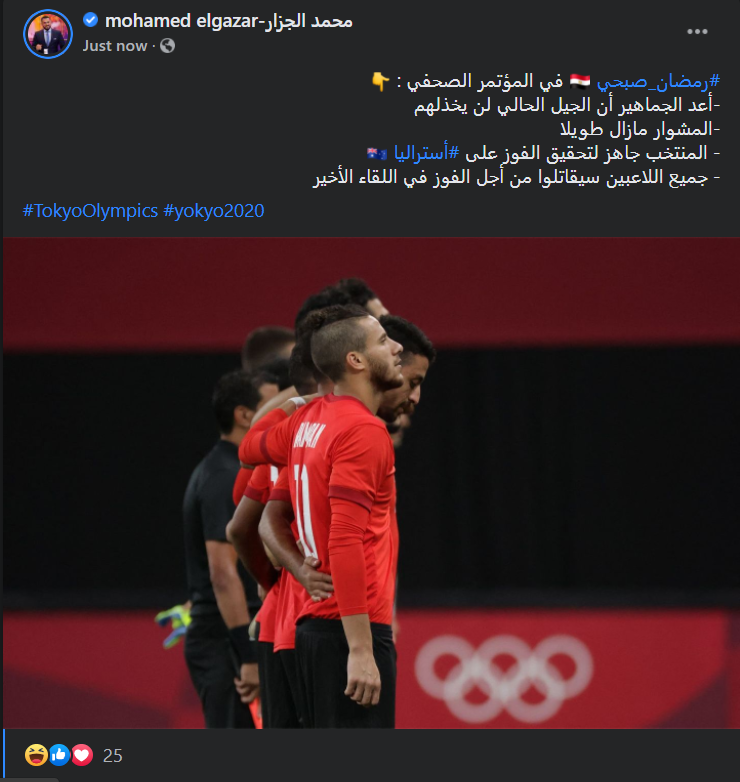 mohamed elgazar-محمد الجزار
Just now
#رمضان_صبحي 🇪🇬 في المؤتمر الصحفي : 👇
-أعد الجماهير أن الجيل الحالي لن يخذلهم
-المشوار مازال طويلا
- المنتخب جاهز لتحقيق الفوز على #أستراليا 🇦🇺
- جميع اللاعبين سيقاتلوا من أجل الفوز في اللقاء الأخير
#TokyoOlympics #yokyo2020
10
25